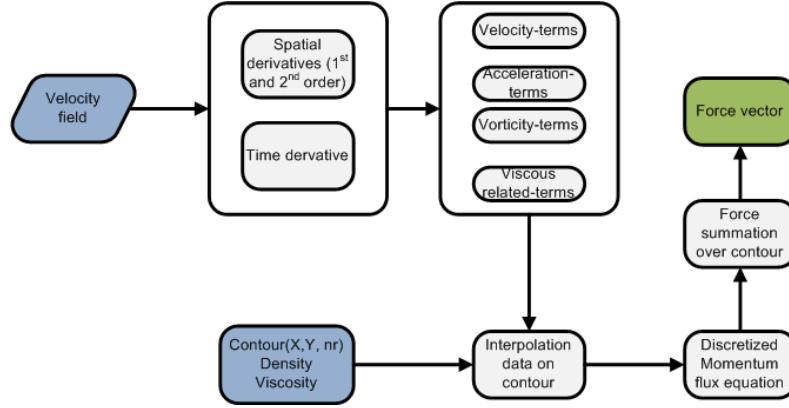 Velocity
field
Spatial
derivatives (1st
and 2nd order)
Time dervative
Velocity-terms
Acceleration-
terms
Vorticity-terms
Viscous
related-terms
Force vector
Force
summation
over contour
Contour(X,Y, nr)
Density
Viscosity
Interpolation
data on
contour
Discretized
Momentum
flux equation